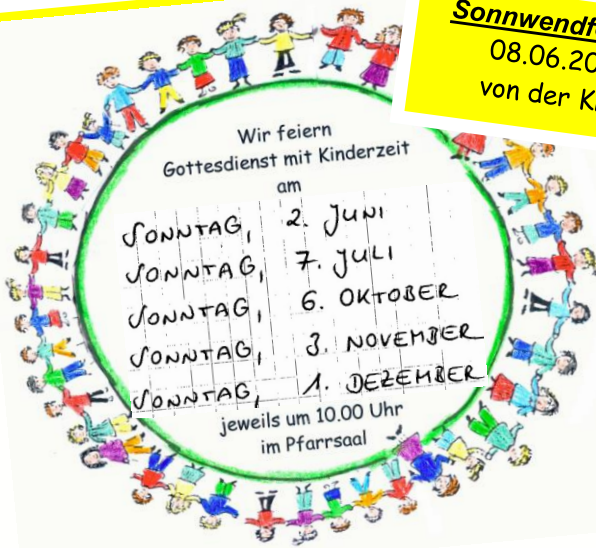 Sonnwendf
08.06.20
von der K
Wir feiern
Gottesdienst mit Kinderzeit
am
SONNTAG, 2. JUNI
SONNTAG, 7. JULI
SONNTAG, 6. OKTOBER
SONNTAG, 3. NOVEMBER
SONNTAG, 1. DEZEMBER
jeweils um 10.00 Uhr
im Pfarrsaal